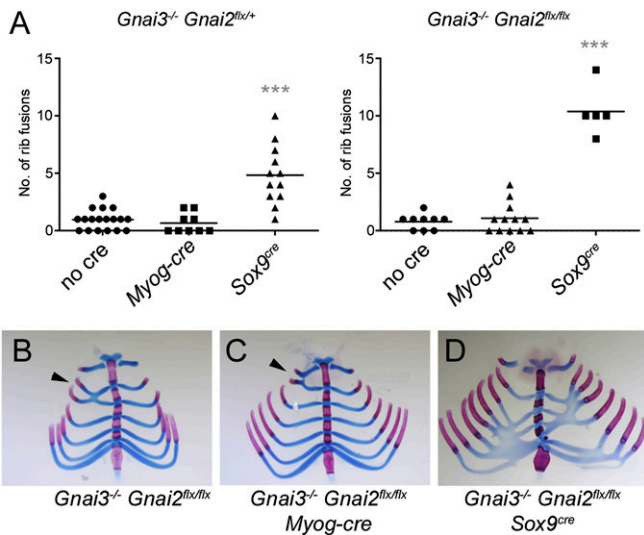 A
Gnai3-/- Gnai2flx/+
Gnai3-/- Gnai2flx/flx
No. of rib fusions
15
10
5
0
***
no cre
Myog-cre
Sox9cre
No. of rib fusions
15
10
5
0
***
no cre
Myog-cre
Sox9cre
B
C
D
Gnai3-/- Gnai2flx/flx
Gnai3-/- Gnai2flx/flx
Myog-cre
Gnai3-/- Gnai2flx/flx
Sox9cre